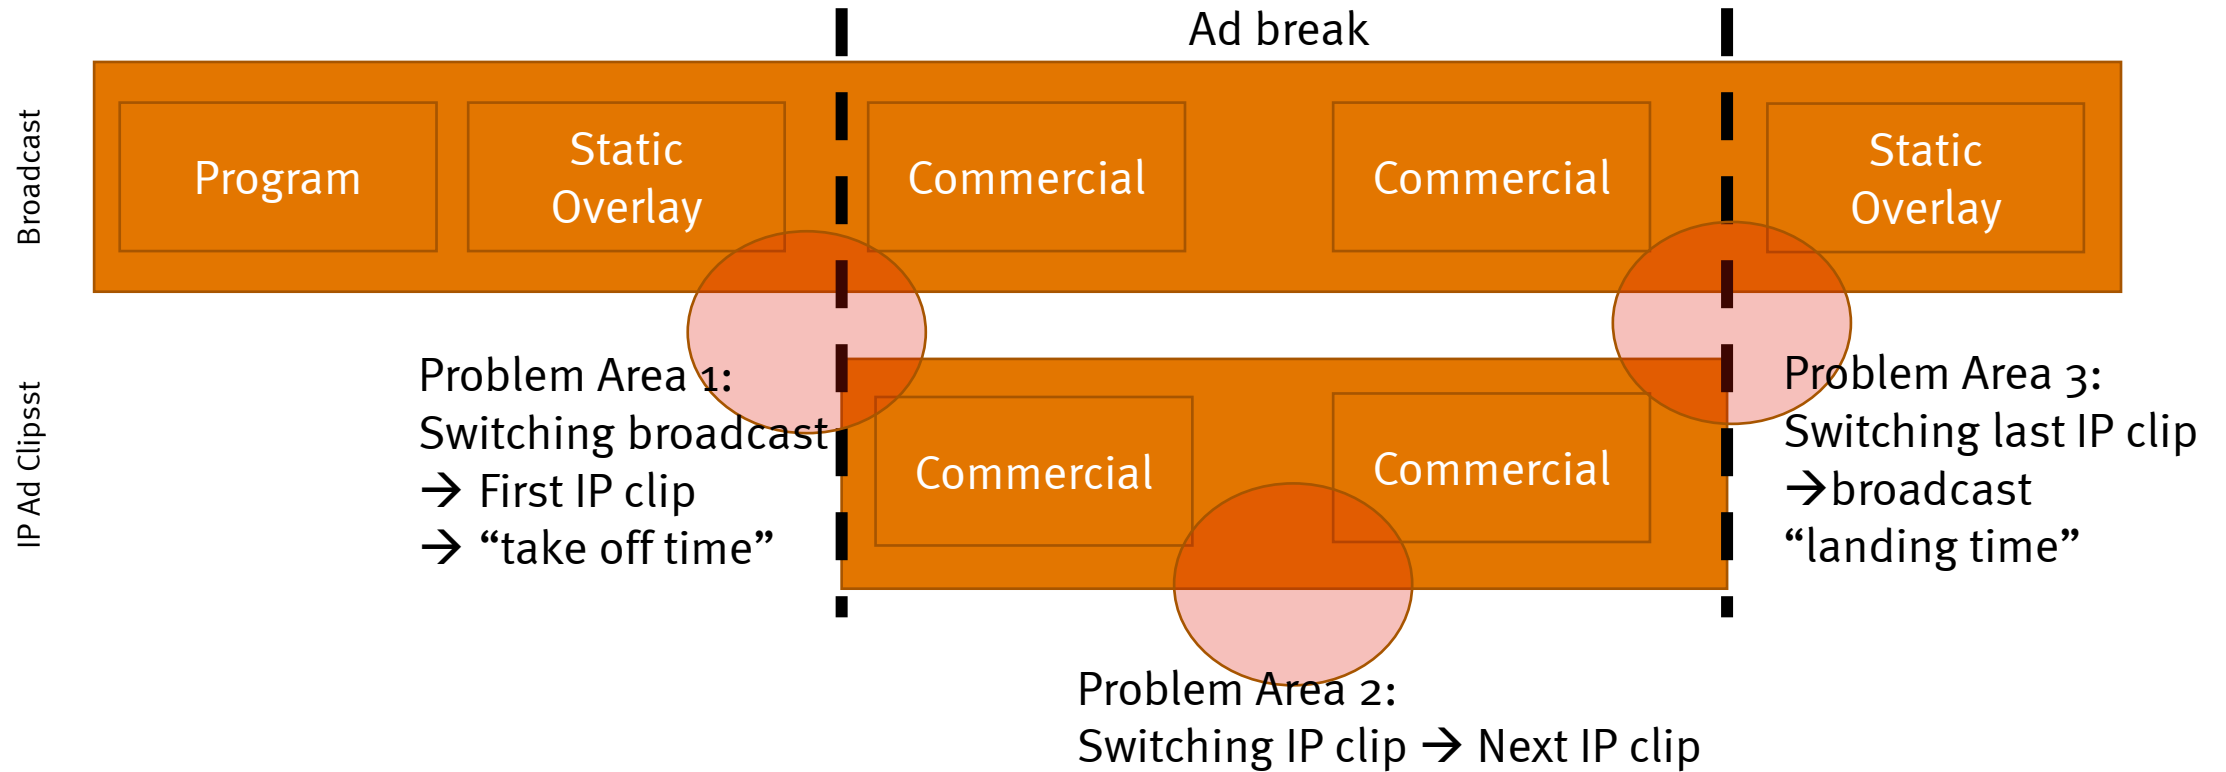 Ad break
Broadcast
Program
Static
Overlay
Commercial
Commercial
Static
Overlay
IP Ad Clipssst
Problem Area 1:
Switching broadcast
→ First IP clip
→ “take off time”
Commercial
Commercial
Problem Area 3:
Switching last IP clip
→broadcast
“landing time”
Problem Area 2:
Switching IP clip → Next IP clip